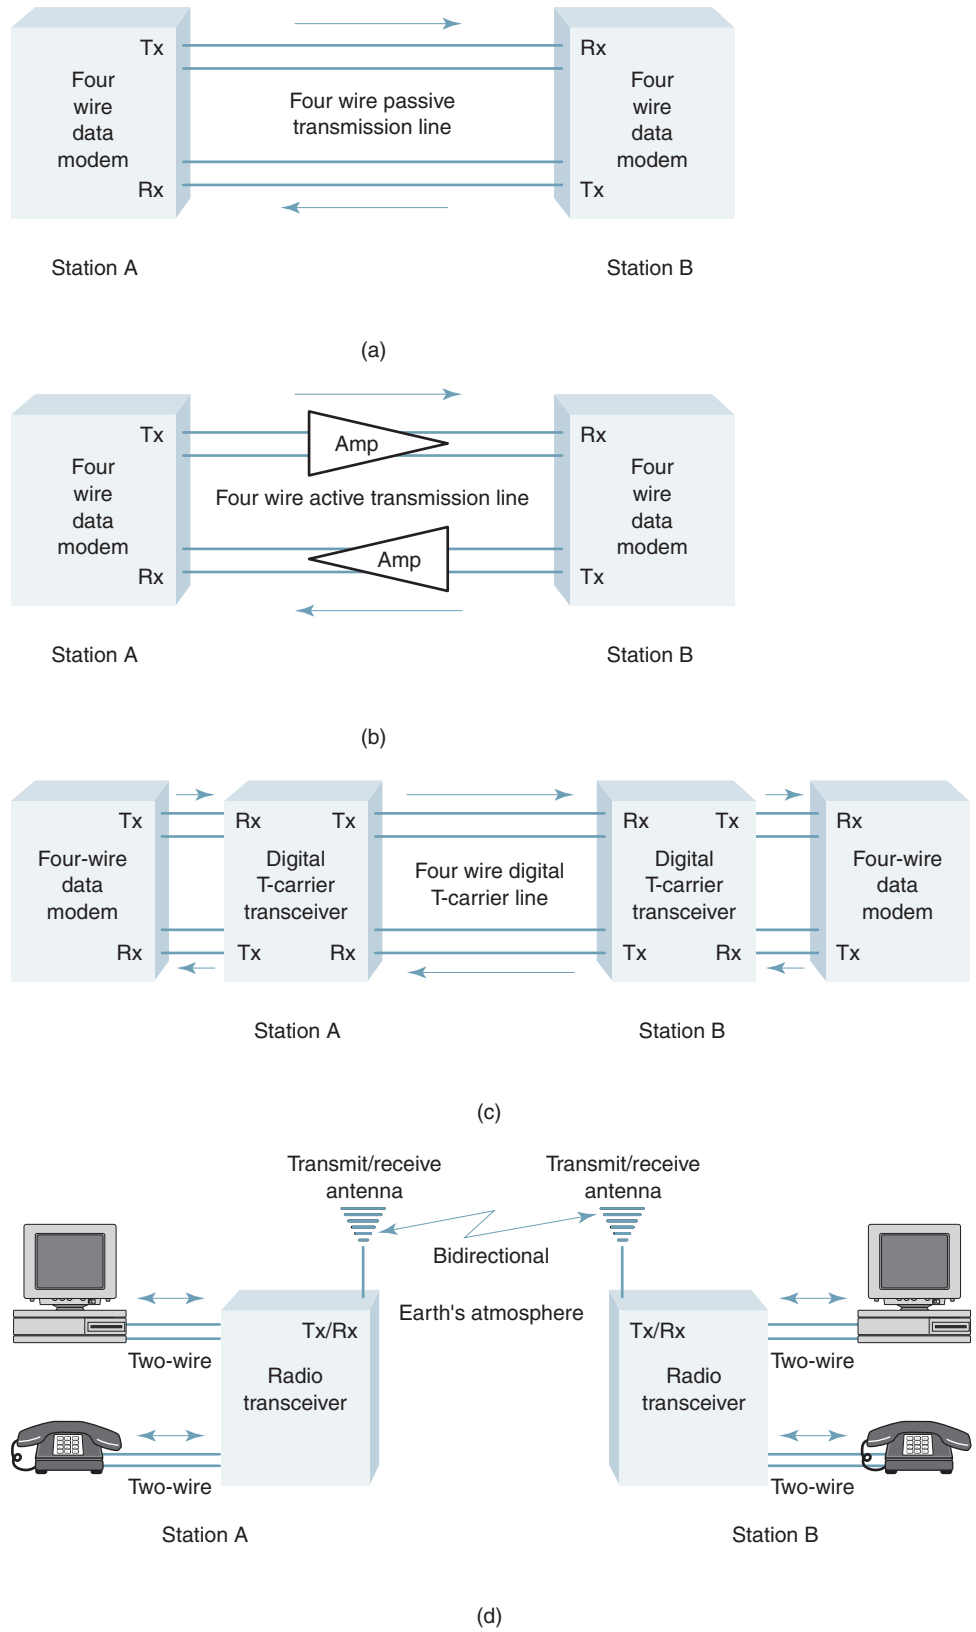 Tx
Four
wire
data
modem
Rx
Four wire passive
transmission line
Rx
Four
wire
data
modem
Tx
Station A
Station B
(a)
Tx
Four
wire
data
modem
Rx
Amp
Four wire active transmission line
Amp
Rx
Four
wire
data
modem
Tx
Station A
Station B
(b)
Tx
Four-wire
data
modem
Rx
Rx Tx
Digital
T-carrier
transceiver
Tx Rx
Four wire digital
T-carrier line
Rx Tx
Digital
T-carrier
transceiver
Tx Rx
Rx
Four-wire
data
modem
Tx
Station A
Station B
(c)
Transmit/receive
antenna
Transmit/receive
antenna
Bidirectional
Earth's atmosphere
Two-wire
Tx/Rx
Radio
transceiver
Two-wire
Tx/Rx
Radio
transceiver
Two-wire
Two-wire
Station A
Station B
(d)